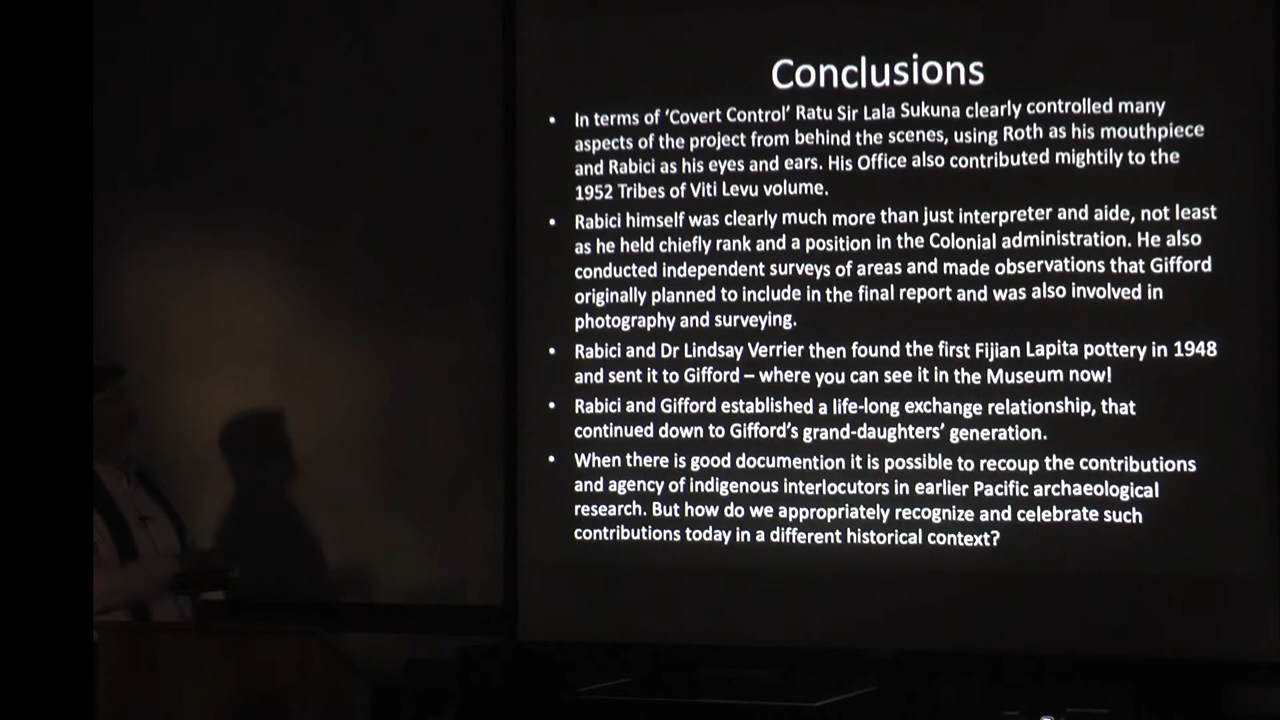 Conclusions
• In terms of ‘Covert Control’ Ratu Sir Lala Sukuna clearly controlled many
aspects of the project from behind the scenes, using Roth as his mouthpiece
and Rabici as his eyes and ears. His Office also contributed mightily to the
1952 Tribes of Viti Levu volume.
• Rabici himself was clearly much more than just interpreter and aide, not least
as he held chiefly rank and a position in the Colonial administration. He also
conducted independent surveys of areas and made observations that Gifford
originally planned to include in the final report and was also involved in
photography and surveying.
• Rabici and Dr Lindsay Verrier then found the first Fijian Lapita pottery in 1948
and sent it to Gifford – where you can see it in the Museum now!
• Rabici and Gifford established a life-long exchange relationship, that
continued down to Gifford’s grand-daughters’ generation.
• When there is good documention it is possible to recoup the contributions
and agency of indigenous interlocutors in earlier Pacific archaeological
research. But how do we appropriately recognize and celebrate such
contributions today in a different historical context?